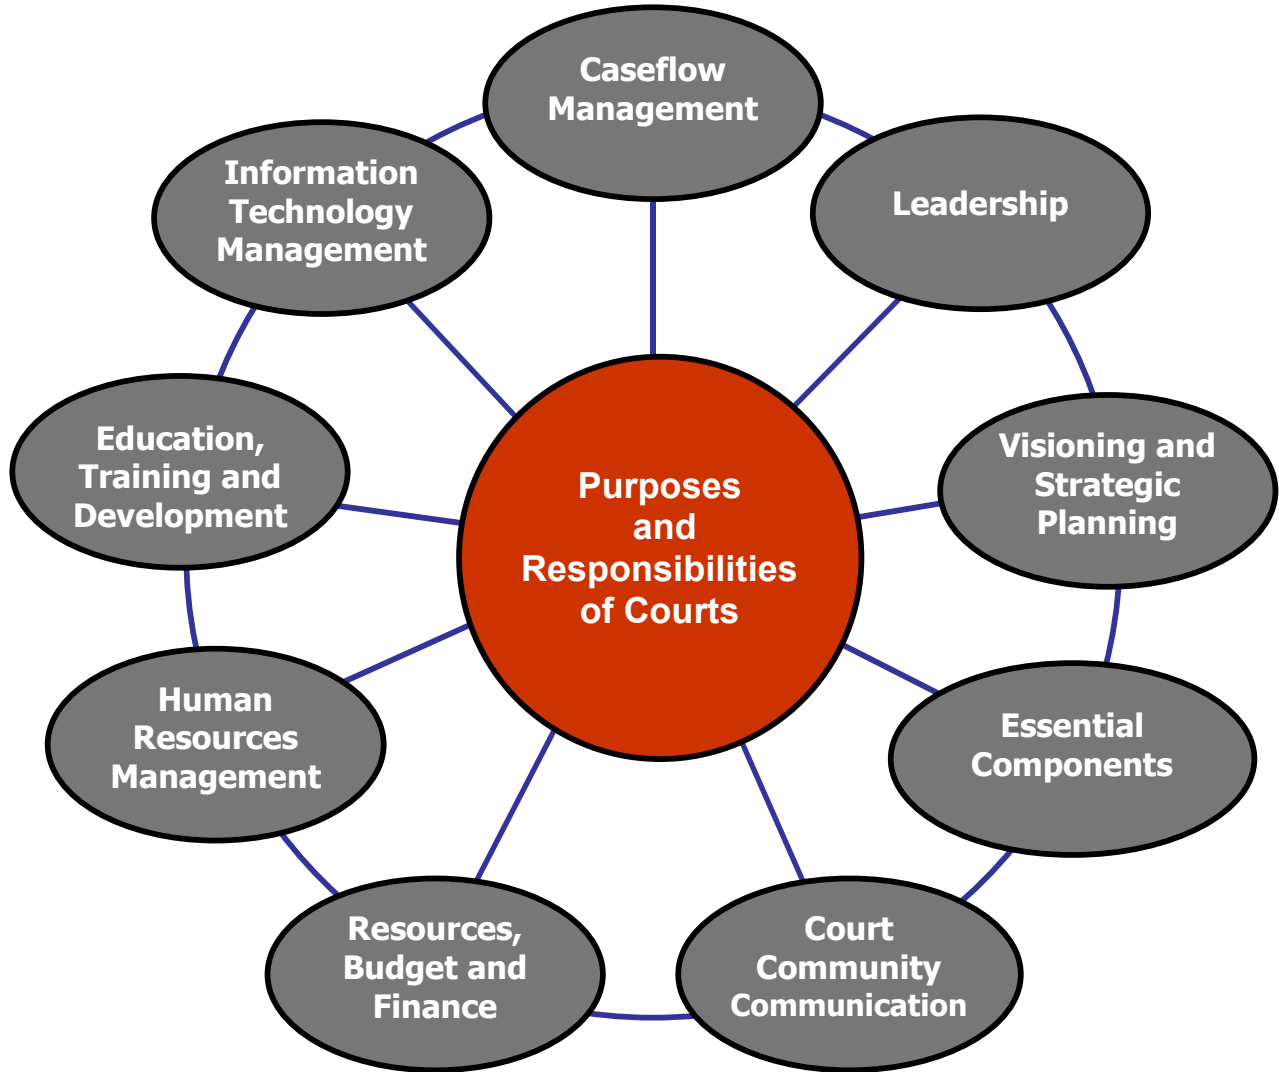 Caseflow
Management
Leadership
Visioning and
Strategic
Planning
Essential
Components
Court
Community
Communication
Resources,
Budget and
Finance
Human
Resources
Management
Education,
Training and
Development
Information
Technology
Management
Purposes
and
Responsibilities
of Courts